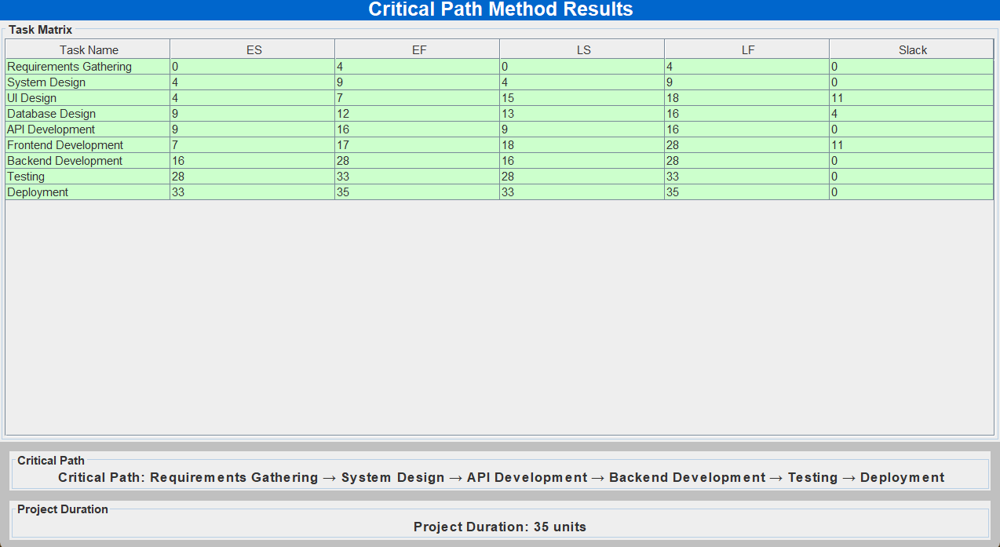 Critical Path Method Results
Task Matrix
Task Name ES EF LS LF Slack
Requirements Gathering 0 4 0 4 0
System Design 4 9 4 9 0
UI Design 4 7 15 18 11
Database Design 9 12 13 16 4
API Development 9 16 9 16 0
Frontend Development 7 17 18 28 11
Backend Development 16 28 16 28 0
Testing 28 33 28 33 0
Deployment 33 35 33 35 0
Critical Path
Critical Path: Requirements Gathering → System Design → API Development → Backend Development → Testing → Deployment
Project Duration
Project Duration: 35 units